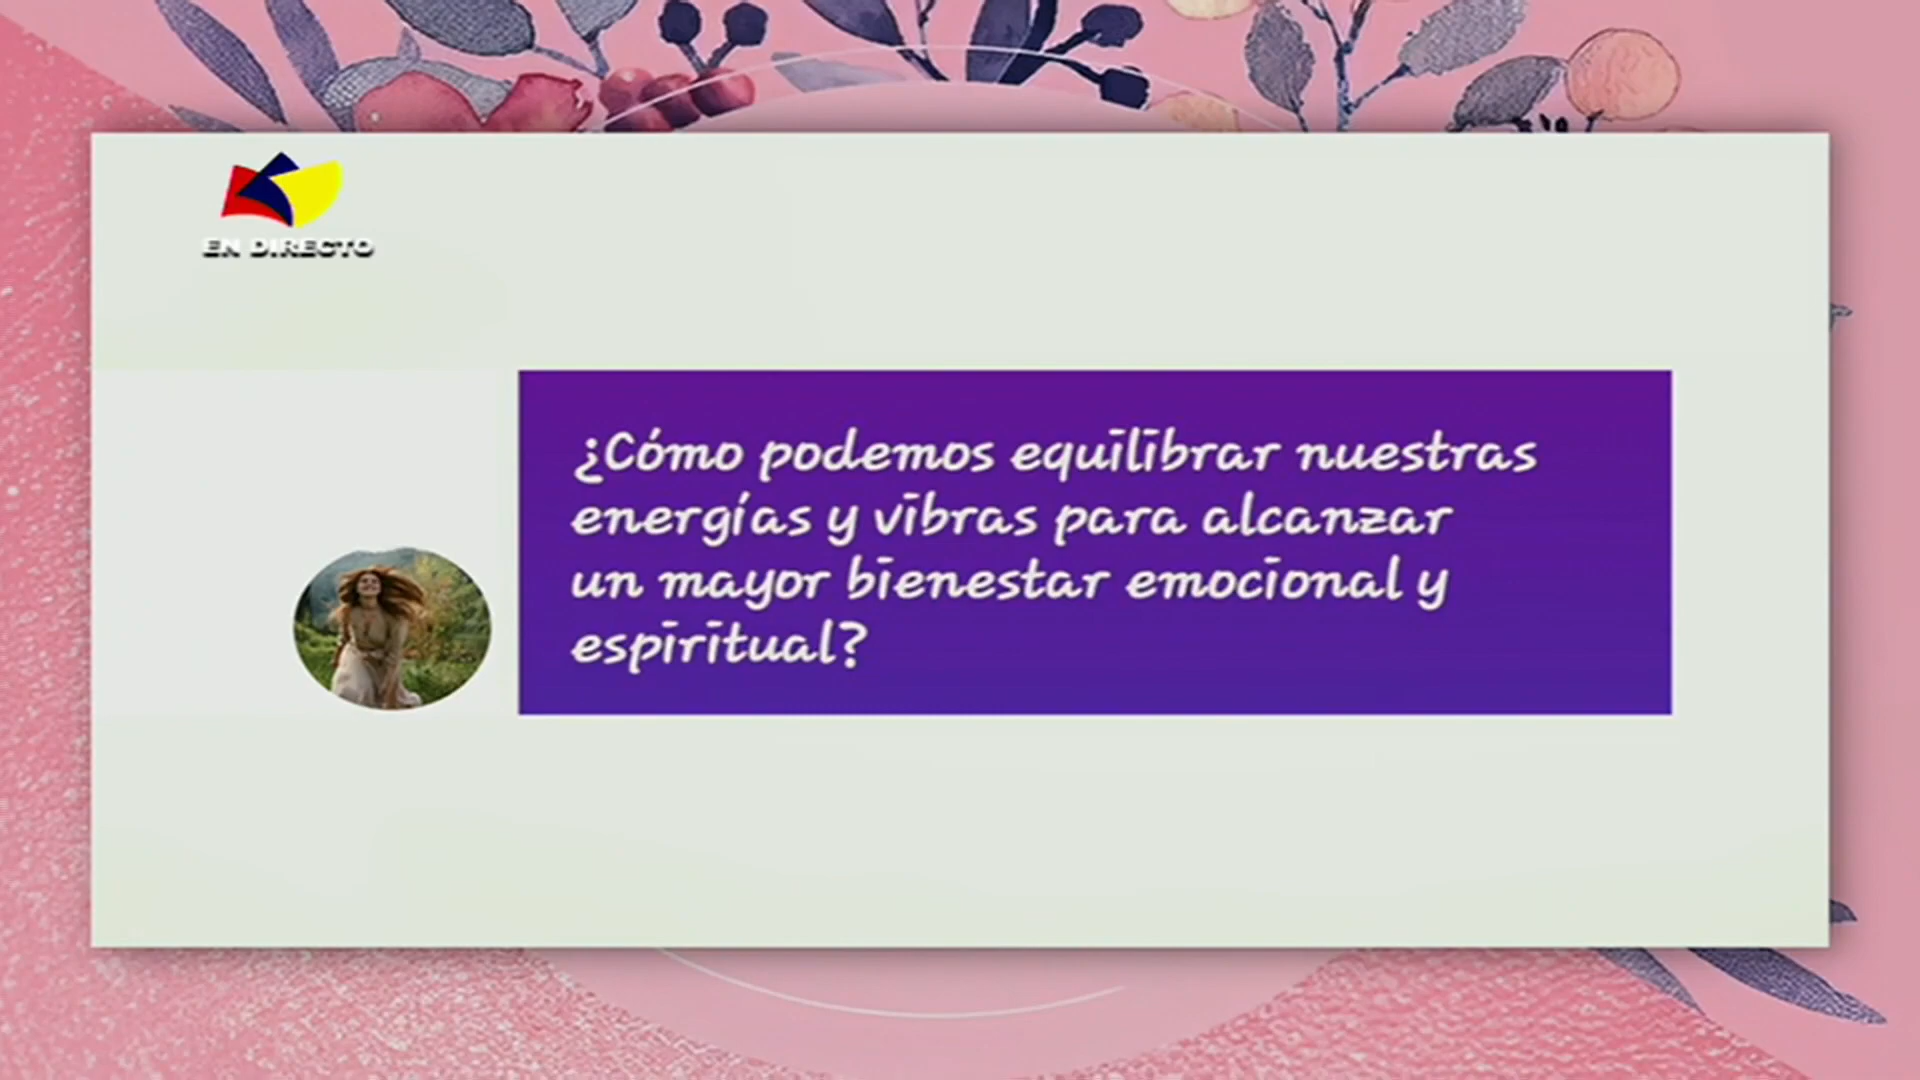 EN DIRECTO
¿Cómo podemos equilibrar nuestras
energías y vibras para alcanzar
un mayor bienestar emocional y
espiritual?